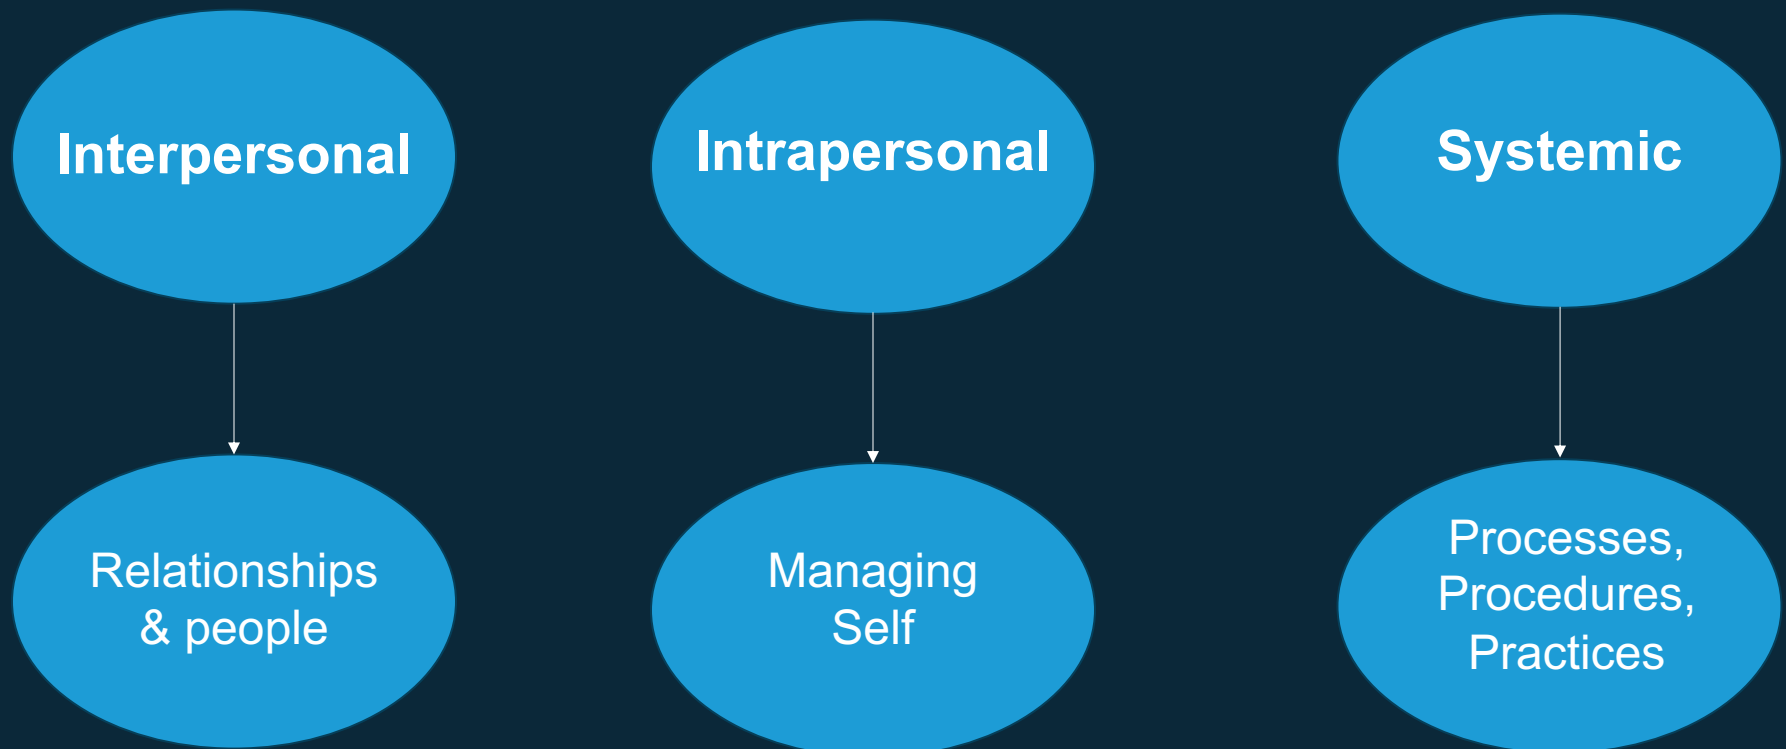 Interpersonal
Intrapersonal
Systemic
Relationships
& people
Managing
Self
Processes,
Procedures,
Practices